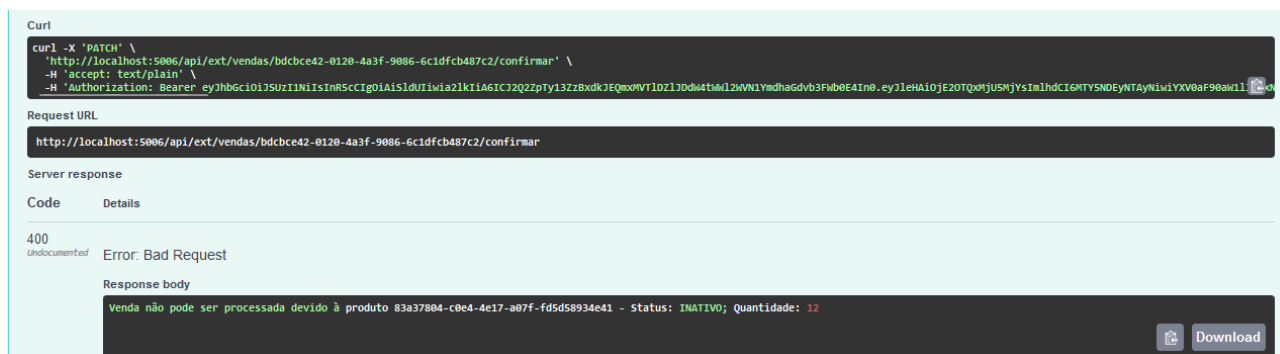 Curl
curl -X 'PATCH' \
'http://localhost:5006/api/ext/vendas/bdcbce42-0120-4a3f-9086-6c1dfcb487c2/confirmar' \
-H 'accept: text/plain' \
-H 'Authorization: Bearer
Request URL
http://localhost:5006/api/ext/vendas/bdcbce42-0120-4a3f-9086-6c1dfcb487c2/confirmar
Server response
Code Details
400
Undocumented
Error: Bad Request
Response body
Venda não pode ser processada devido à produto 83a37804-c0e4-4e17-a07f-fd5d58934e41 - Status: INATIVO; Quantidade: 12
Download